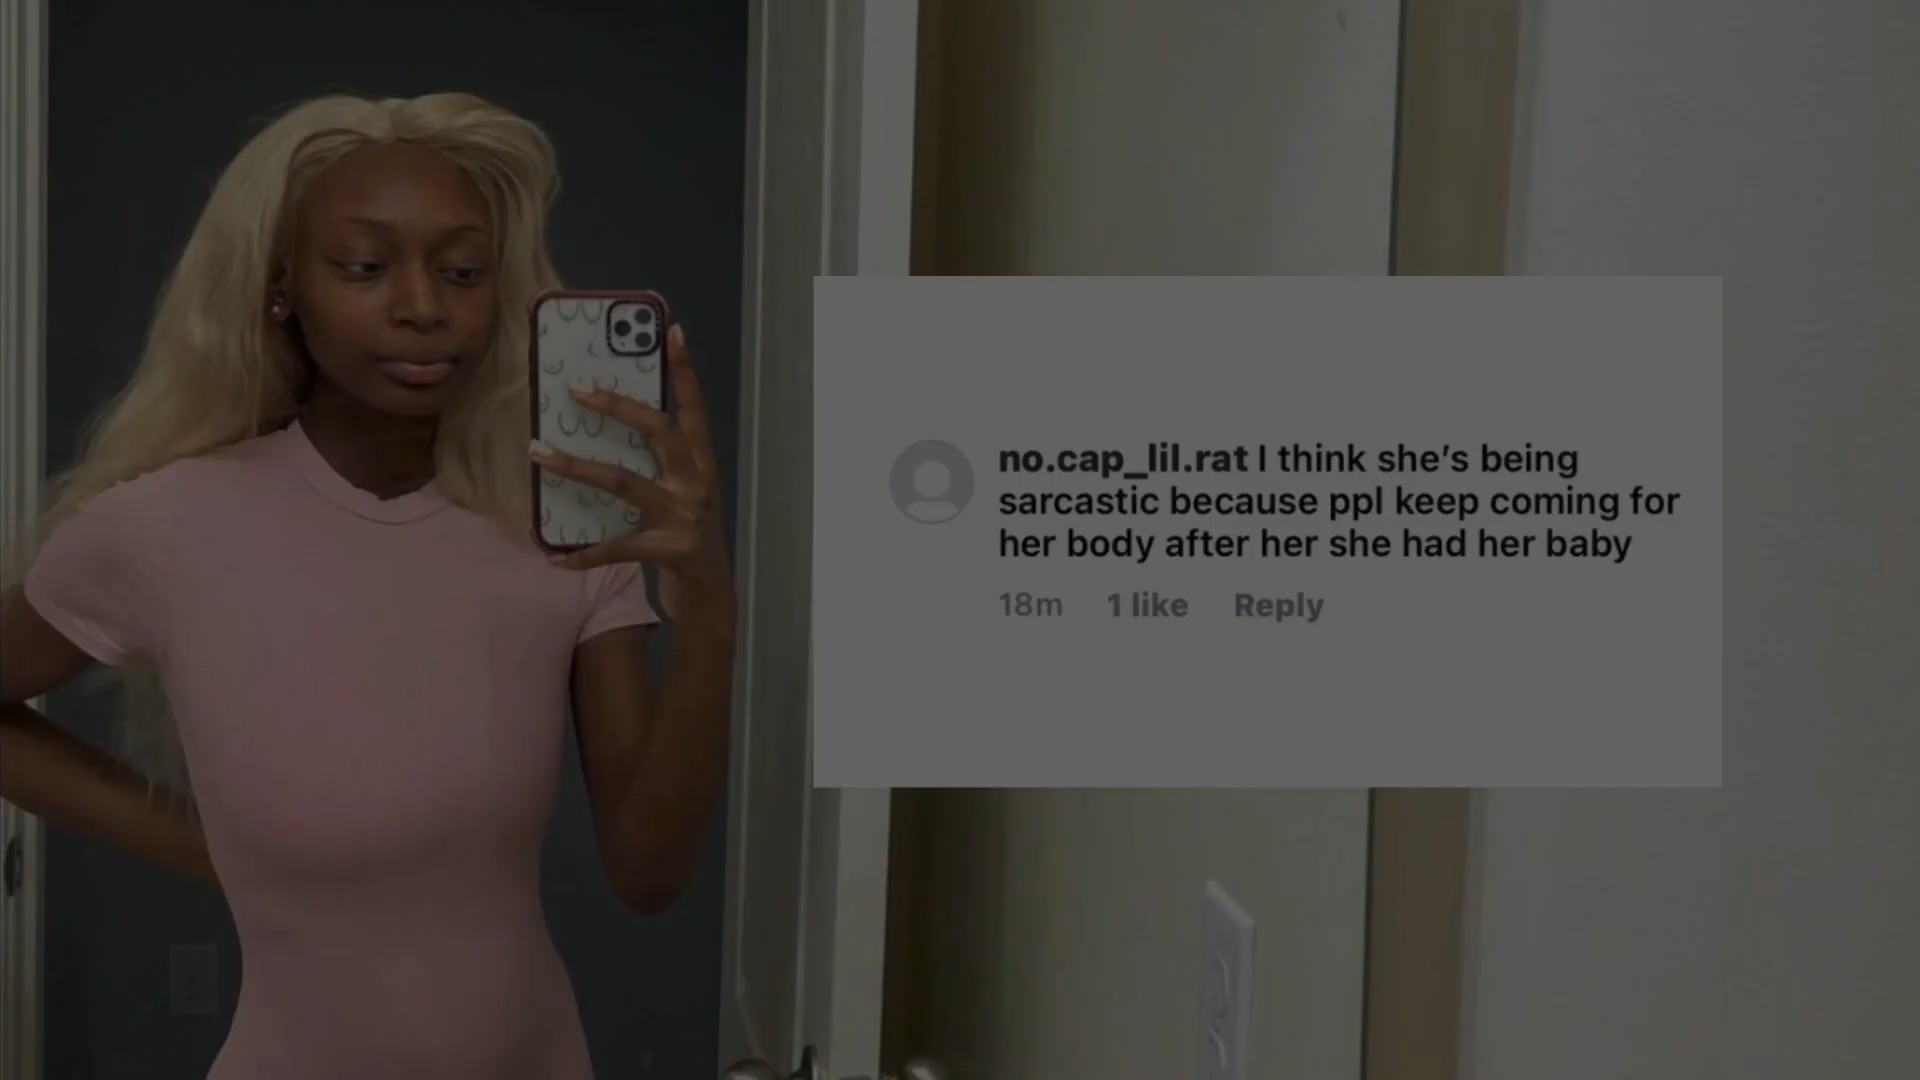 no.cap_lil.rat I think she's being
sarcastic because ppl keep coming for
her body after her she had her baby
18m 1 like Reply